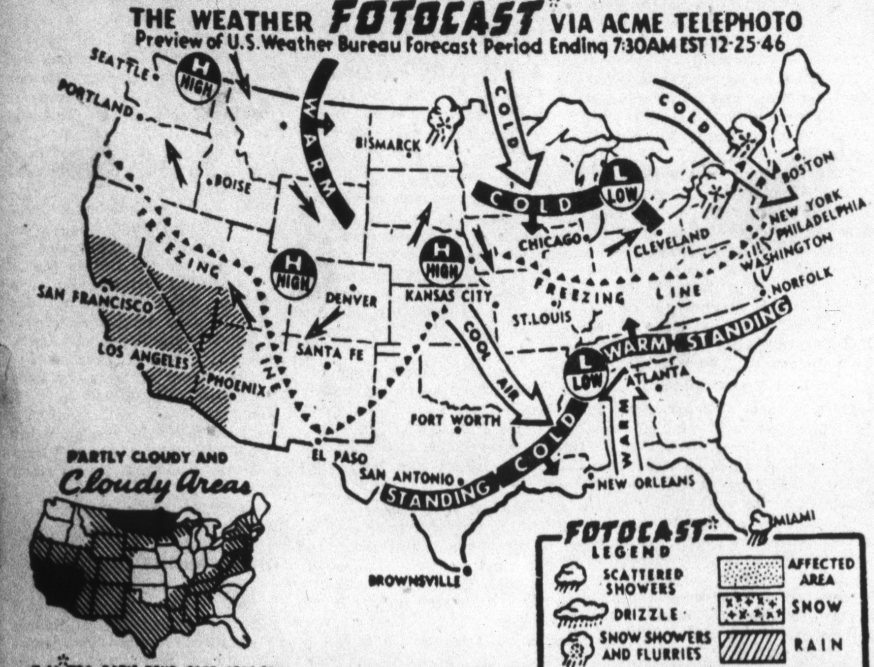 THE WEATHER FOTOCAST* VIA ACME TELEPHOTO
Preview of U.S. Weather Bureau Forecast Period Ending 7:30AM EST 12-25-46
SEATTLE
H
HIGH
PORTLAND
WARM
BISMARCK
COLD
COLD AIR
BOSTON
BOISE
COLD
L
LOW
NEW YORK
PHILADELPHIA
CHICAGO
CLEVELAND
WASHINGTON
FREEZING LINE
H
HIGH
H
HIGH
FREEZING LINE
NORFOLK
SAN FRANCISCO
DENVER
KANSAS CITY
ST. LOUIS
WARM STANDING
LOS ANGELES
SANTA FE
COOL AIR
L
LOW
ATLANTA
PHOENIX
FORT WORTH
WARM
COLD
EL PASO
SAN ANTONIO
STANDING
NEW ORLEANS
MIAMI
BROWNSVILLE
PARTLY CLOUDY AND
Cloudy Areas
FOTOCAST*
LEGEND
SCATTERED
SHOWERS
DRIZZLE
SNOW SHOWERS
AND FLURRIES
AFFECTED
AREA
SNOW
RAIN